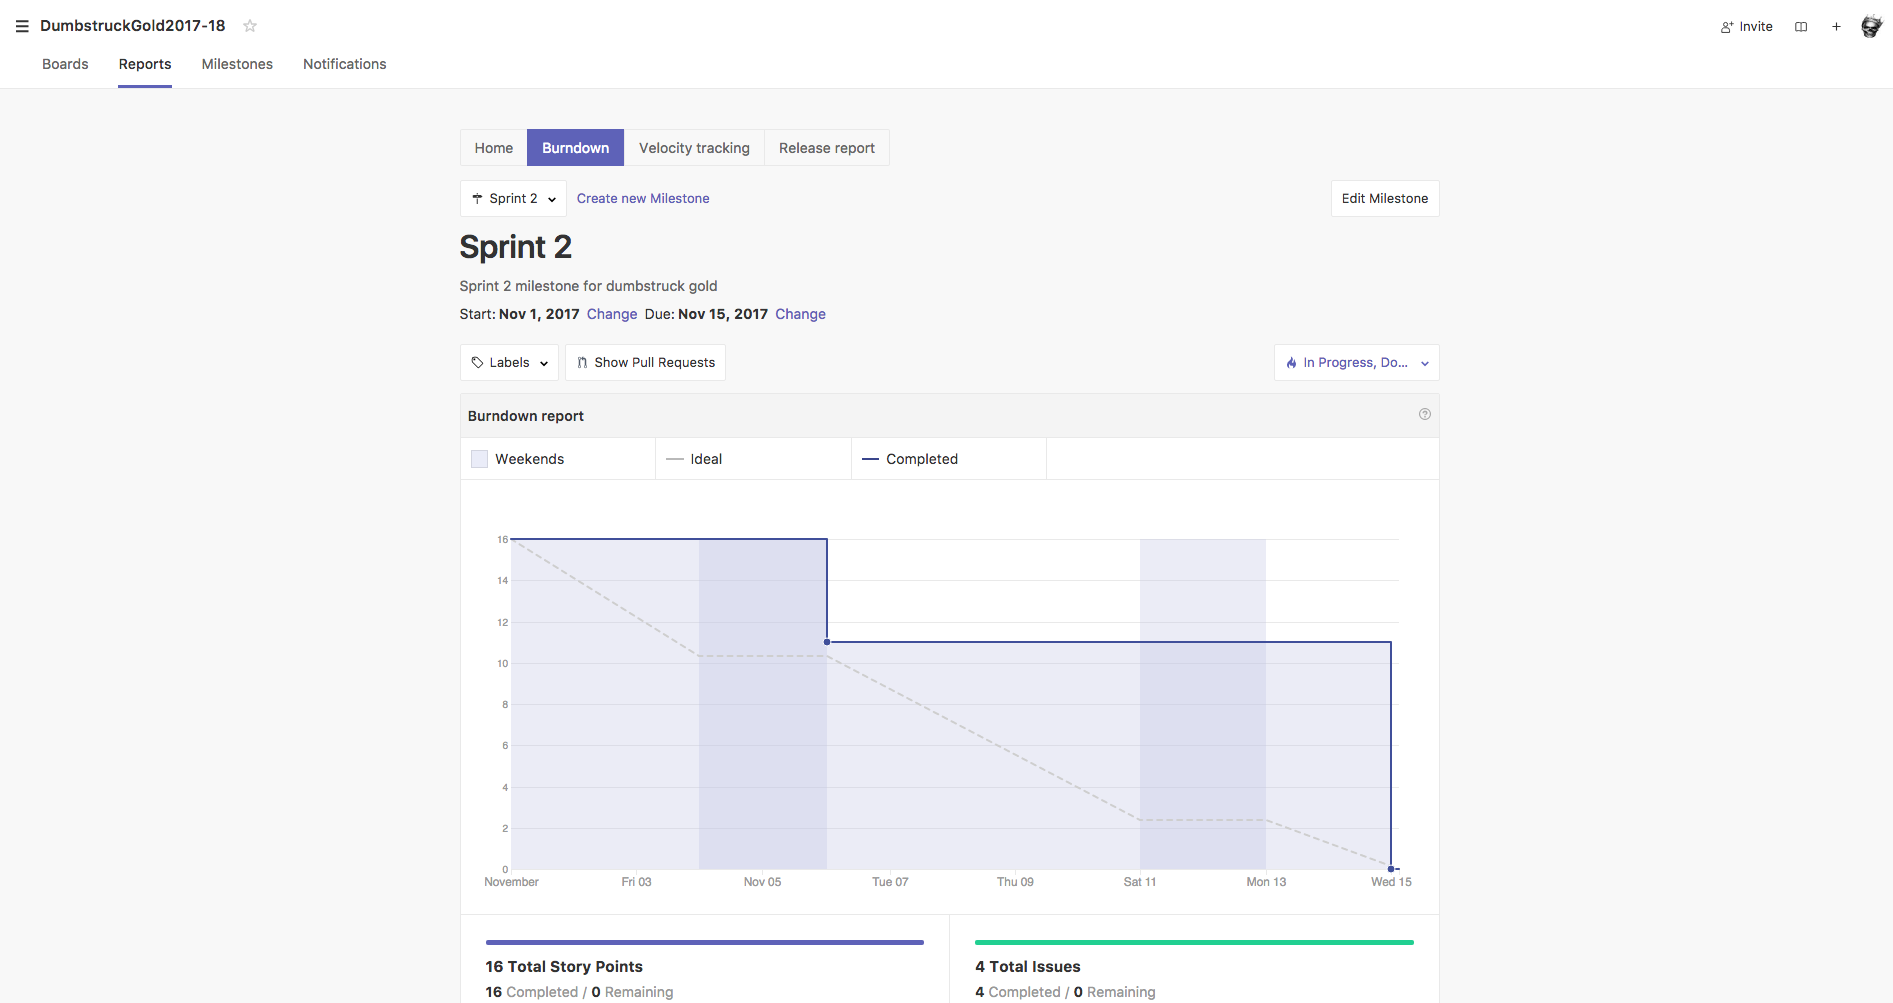 DumbstruckGold2017-18
Invite
Boards Reports Milestones Notifications
Home Burndown Velocity tracking Release report
Sprint 2 Create new Milestone Edit Milestone
Sprint 2
Sprint 2 milestone for dumbstruck gold
Start: Nov 1, 2017 Change Due: Nov 15, 2017 Change
Labels Show Pull Requests In Progress, Do...
Burndown report
Weekends Ideal Completed
16
14
12
10
8
6
4
2
0
November Fri 03 Nov 05 Tue 07 Thu 09 Sat 11 Mon 13 Wed 15
16 Total Story Points 4 Total Issues
16 Completed / 0 Remaining 4 Completed / 0 Remaining